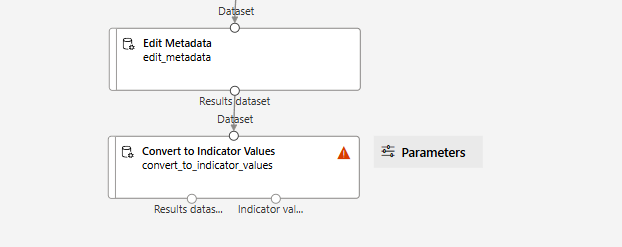 Dataset
Edit Metadata
edit_metadata
Results dataset
Dataset
Convert to Indicator Values
convert_to_indicator_values
Parameters
Results datas...
Indicator val...